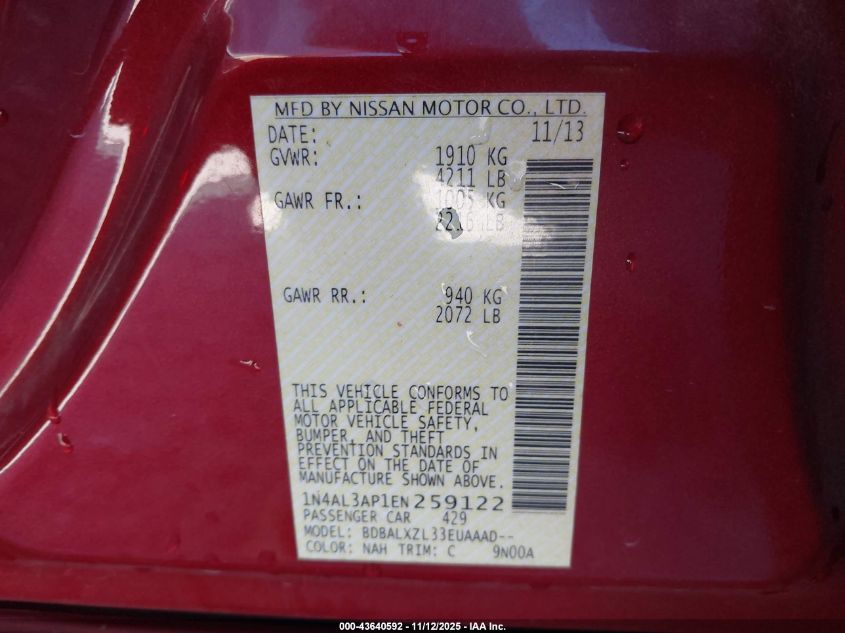 MFD BY NISSAN MOTOR CO., LTD.
DATE: 11/13
GVWR: 1910 KG
4211 LB
GAWR FR.: 1005 KG
2216 LB
GAWR RR.: 940 KG
2072 LB
THIS VEHICLE CONFORMS TO
ALL APPLICABLE FEDERAL
MOTOR VEHICLE SAFETY,
BUMPER, AND THEFT
PREVENTION STANDARDS IN
EFFECT ON THE DATE OF
MANUFACTURE SHOWN ABOVE.
1N4AL3AP1EN259122
PASSENGER CAR 429
MODEL: BDBALXZL33EUAAAD--
COLOR: NAH TRIM: C 9N00A
000-43640592 - 11/12/2025 - IAA Inc.